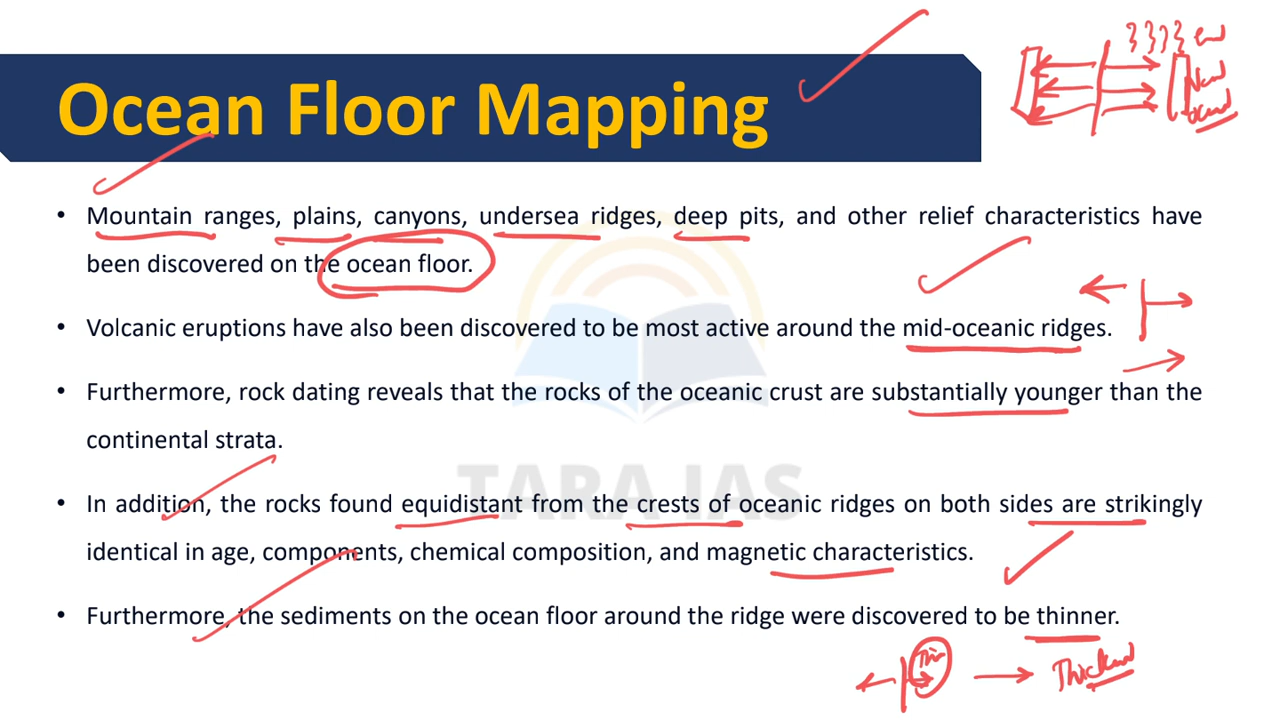 Ocean Floor Mapping
• Mountain ranges, plains, canyons, undersea ridges, deep pits, and other relief characteristics have
been discovered on the ocean floor.
• Volcanic eruptions have also been discovered to be most active around the mid-oceanic ridges.
• Furthermore, rock dating reveals that the rocks of the oceanic crust are substantially younger than the
continental strata.
TARA IAS
• In addition, the rocks found equidistant from the crests of oceanic ridges on both sides are strikingly
identical in age, components, chemical composition, and magnetic characteristics.
• Furthermore, the sediments on the ocean floor around the ridge were discovered to be thinner.
Thin